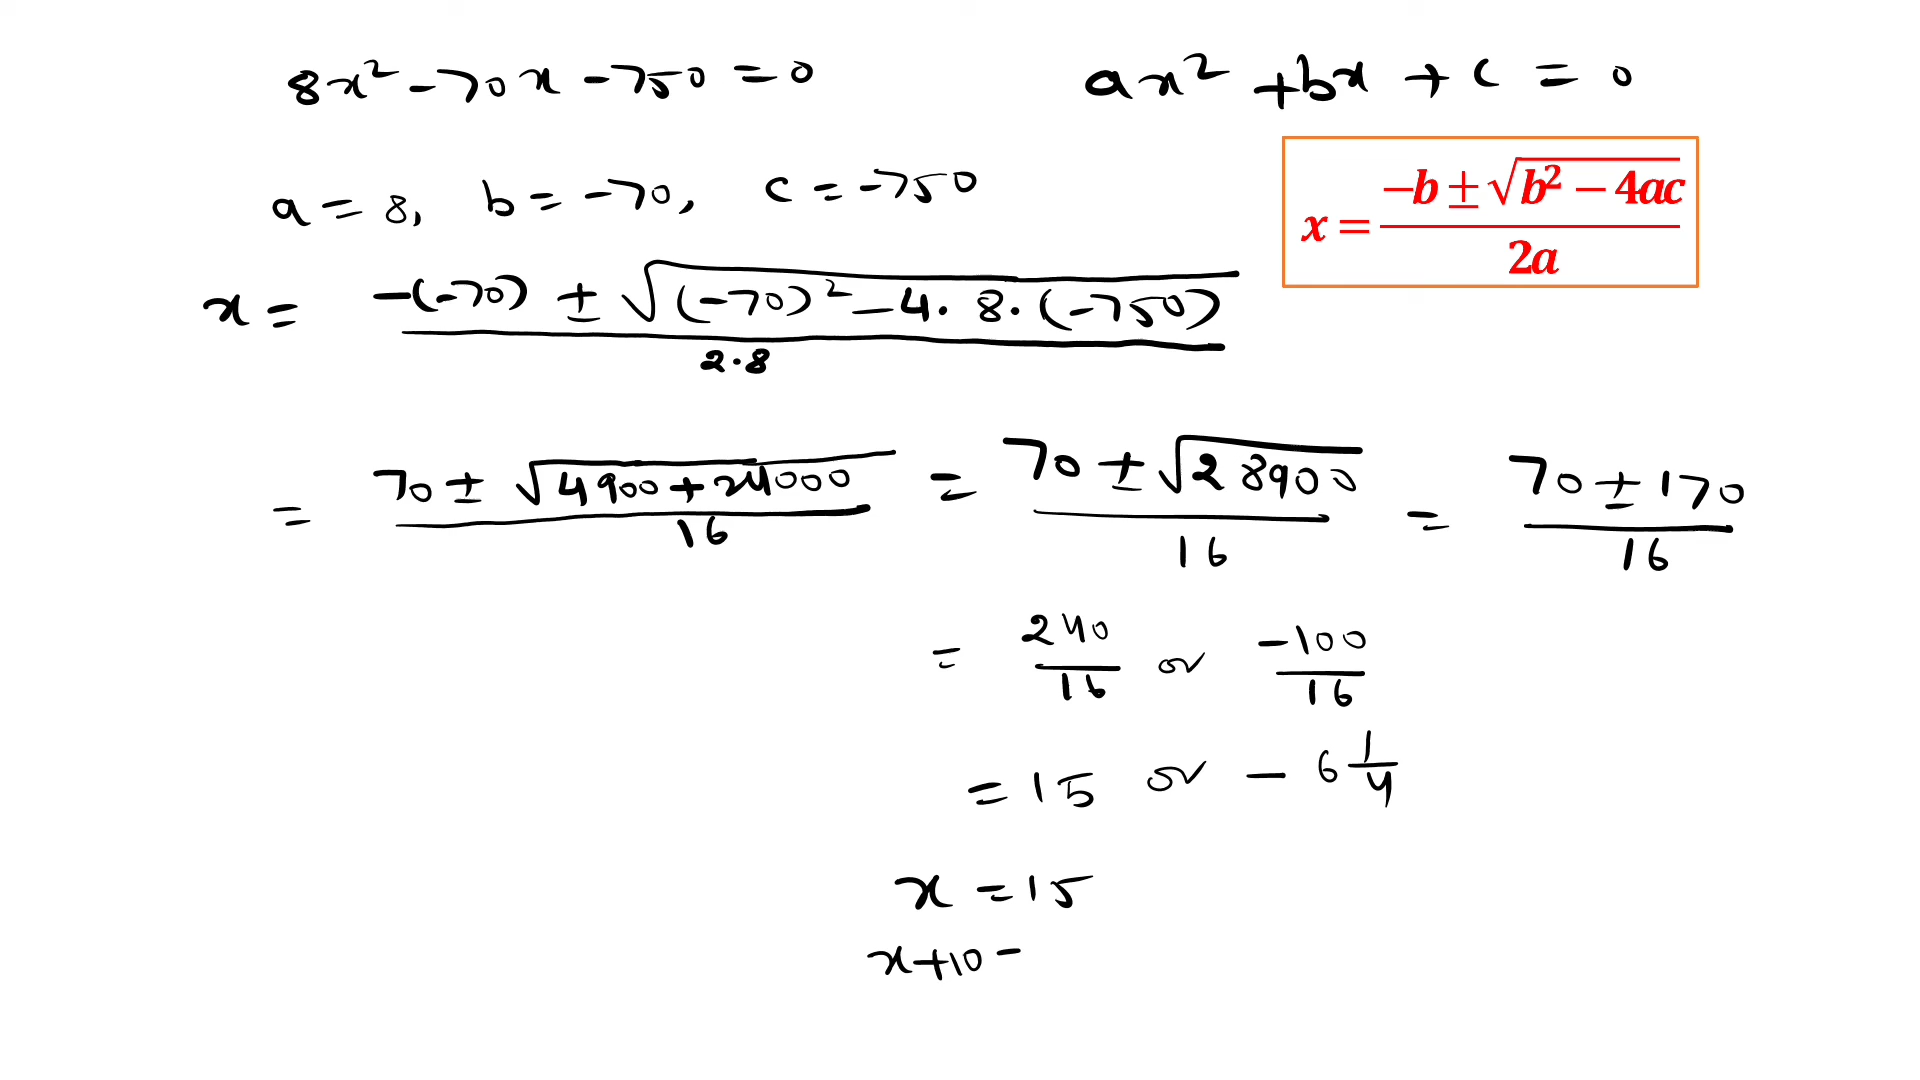 8x² - 70x - 750 = 0
ax² + bx + c = 0
x = (-b ± √(b² - 4ac)) / 2a
a = 8, b = -70, c = -750
x = (-(-70) ± √((-70)² - 4·8·(-750))) / 2·8
= (70 ± √(4900 + 24000)) / 16 = (70 ± √28900) / 16 = (70 ± 170) / 16
= 240/16 or -100/16
= 15 or - 6 1/4
x = 15
x+10 -